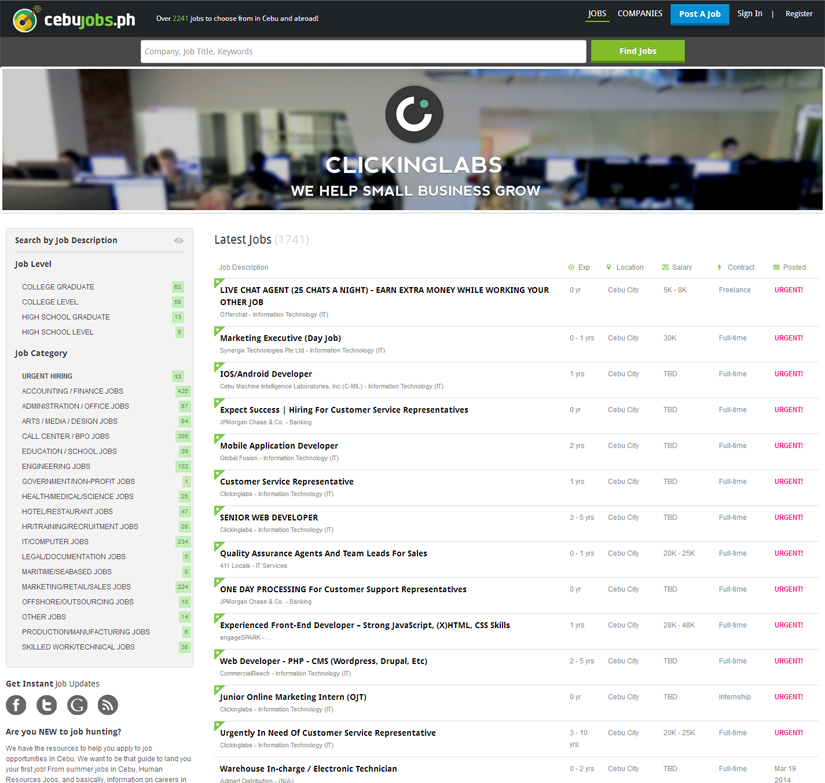 cebujobs.ph
Over 2241 jobs to choose from in Cebu and abroad!
JOBS COMPANIES Post A Job Sign In | Register
Company, Job Title, Keywords Find Jobs
CLICKINGLABS
WE HELP SMALL BUSINESS GROW
Search by Job Description
Job Level
COLLEGE GRADUATE 62
COLLEGE LEVEL 58
HIGH SCHOOL GRADUATE 13
HIGH SCHOOL LEVEL 5
Job Category
URGENT HIRING 13
ACCOUNTING / FINANCE JOBS 425
ADMINISTRATION / OFFICE JOBS 87
ARTS / MEDIA / DESIGN JOBS 84
CALL CENTER / BPO JOBS 306
EDUCATION / SCHOOL JOBS 39
ENGINEERING JOBS 102
GOVERNMENT/NON-PROFIT JOBS 1
HEALTH/MEDICAL/SCIENCE JOBS 25
HOTEL/RESTAURANT JOBS 47
HR/TRAINING/RECRUITMENT JOBS 28
IT/COMPUTER JOBS 234
LEGAL/DOCUMENTATION JOBS 5
MARITIME/SEABASED JOBS 0
MARKETING/RETAIL/SALES JOBS 224
OFFSHORE/OUTSOURCING JOBS 10
OTHER JOBS 14
PRODUCTION/MANUFACTURING JOBS 6
SKILLED WORK/TECHNICAL JOBS 38
Get Instant Job Updates
Are you NEW to job hunting?
We have the resources to help you apply to job
opportunities in Cebu. We want to be that guide to land you
your first job! From summer jobs in Cebu, Human
Resources Jobs, and basically, information on careers in
Latest Jobs (1741)
Job Description Exp Location Salary Contract Posted
LIVE CHAT AGENT (25 CHATS A NIGHT) - EARN EXTRA MONEY WHILE WORKING YOUR 0 yr Cebu City 5K - 8K Freelance URGENT!
OTHER JOB
Offerchat - Information Technology (IT)
Marketing Executive (Day Job) 0 - 1 yrs Cebu City 30K Full-time URGENT!
Synergix Technologies Pte Ltd - Information Technology (IT)
IOS/Android Developer 1 yrs Cebu City TBD Full-time URGENT!
Cebu Machine Intelligence Laboratories, Inc (C-MIL) - Information Technology (IT)
Expect Success | Hiring For Customer Service Representatives 0 yr Cebu City TBD Full-time URGENT!
JPMorgan Chase & Co. - Banking
Mobile Application Developer 2 yrs Cebu City TBD Full-time URGENT!
Global Fusion - Information Technology (IT)
Customer Service Representative 1 yrs Cebu City TBD Full-time URGENT!
Clickinglabs - Information Technology (IT)
SENIOR WEB DEVELOPER 3 - 5 yrs Cebu City TBD Full-time URGENT!
Clickinglabs - Information Technology (IT)
Quality Assurance Agents And Team Leads For Sales 0 - 1 yrs Cebu City 20K - 25K Full-time URGENT!
411 Locals - IT Services
ONE DAY PROCESSING For Customer Support Representatives 0 yr Cebu City TBD Full-time URGENT!
JPMorgan Chase & Co. - Banking
Experienced Front-End Developer – Strong JavaScript, (X)HTML, CSS Skills 1 yrs Cebu City 28K - 48K Full-time URGENT!
engageSPARK - ...
Web Developer - PHP - CMS (Wordpress, Drupal, Etc) 2 - 5 yrs Cebu City TBD Full-time URGENT!
CommercialReach - Information Technology (IT)
Junior Online Marketing Intern (OJT) 0 yr Cebu City TBD Internship URGENT!
Clickinglabs - Information Technology (IT)
Urgently In Need Of Customer Service Representative 3 - 10 Cebu City 20K - 25K Full-time URGENT!
yrs
Clickinglabs - Information Technology (IT)
Warehouse In-charge / Electronic Technician 0 - 2 yrs Cebu City TBD Full-time Mar 19
2014
Admart Distribution - (N/A)